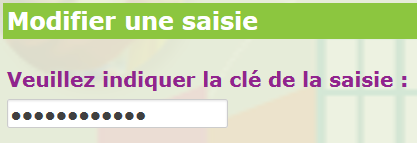 Modifier une saisie
Veuillez indiquer la clé de la saisie :
●●●●●●●●●●●●